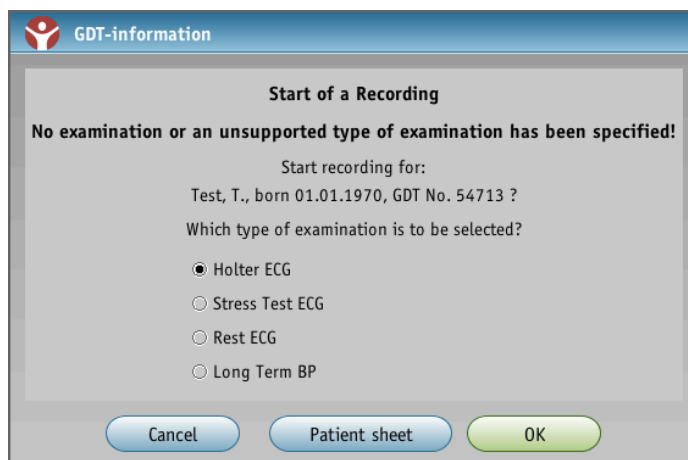 GDT-information
Start of a Recording
No examination or an unsupported type of examination has been specified!
Start recording for:
Test, T., born 01.01.1970, GDT No. 54713 ?
Which type of examination is to be selected?
Holter ECG
Stress Test ECG
Rest ECG
Long Term BP
Cancel Patient sheet OK